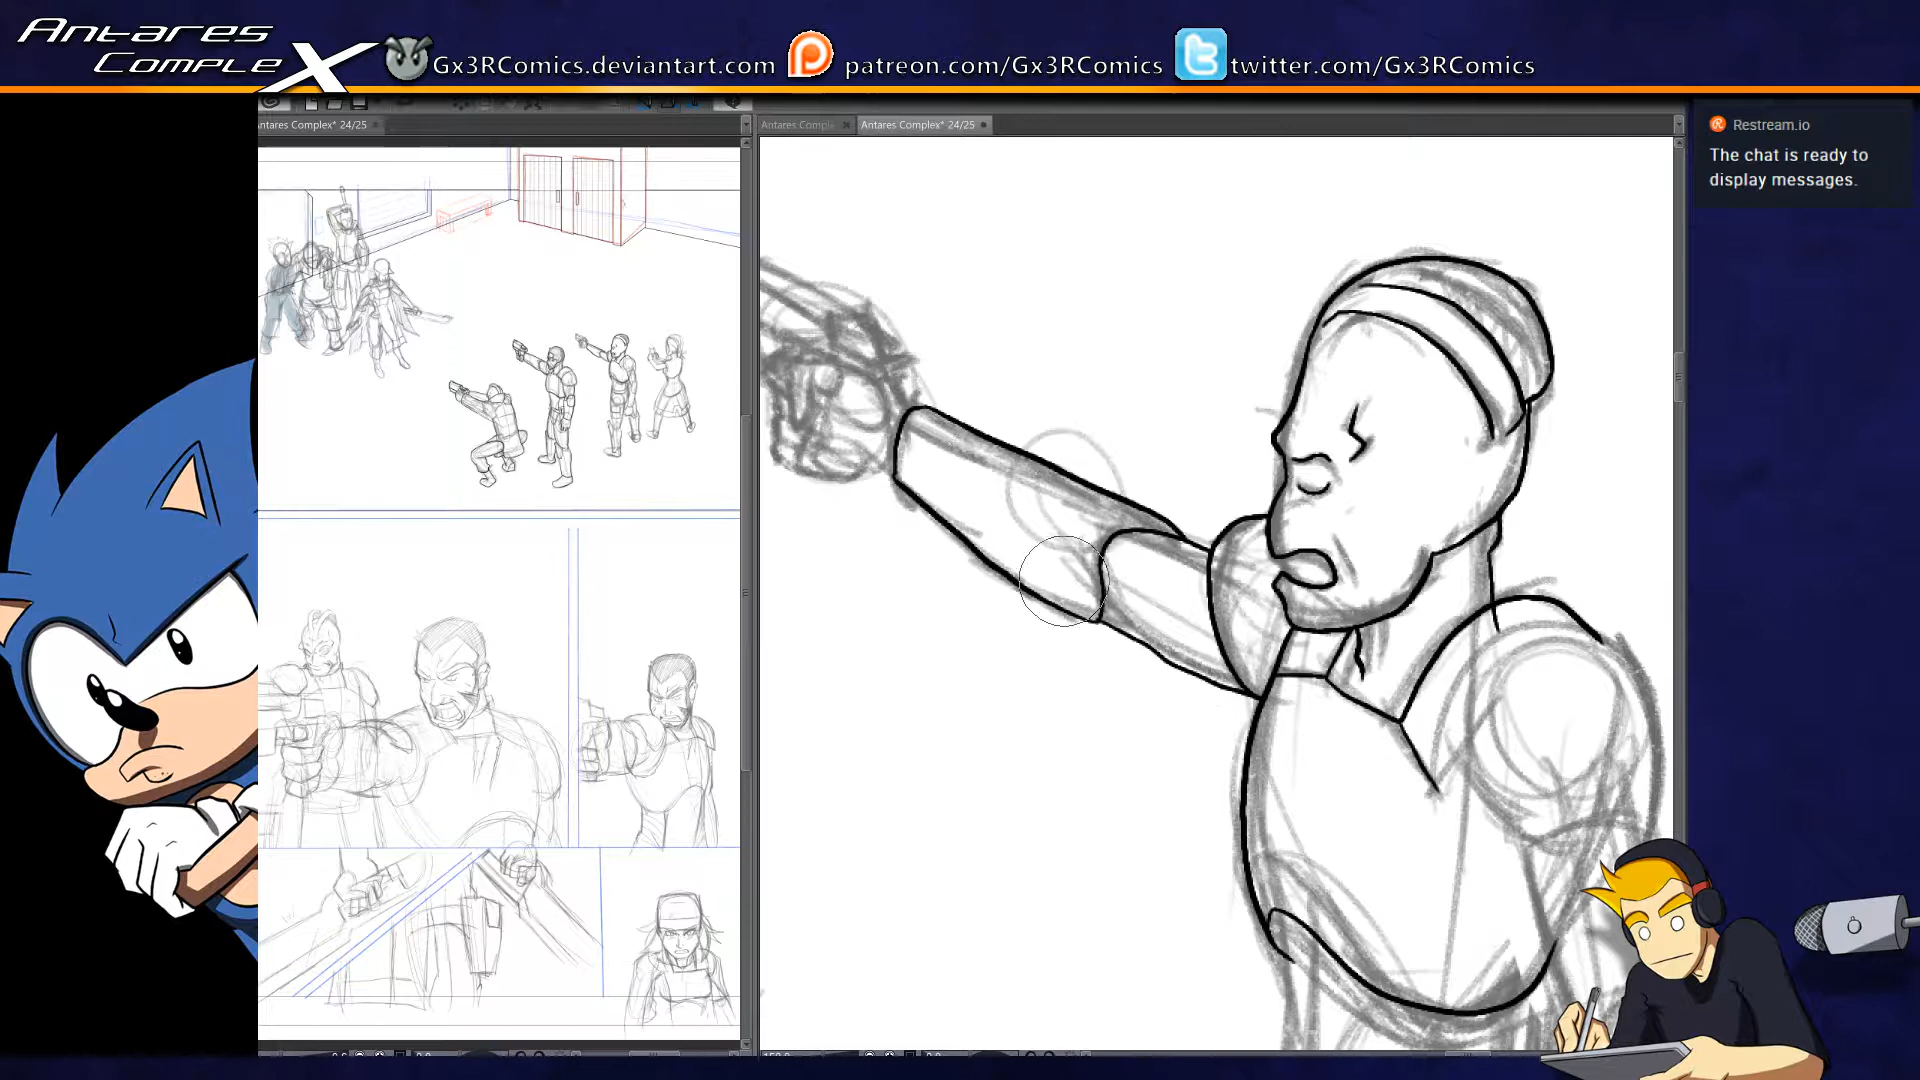 Antares
Complex
Gx3RComics.deviantart.com
patreon.com/Gx3RComics
twitter.com/Gx3RComics
Antares Complex* 24/25
Antares Comple
Antares Complex* 24/25
Restream.io
The chat is ready to
display messages.